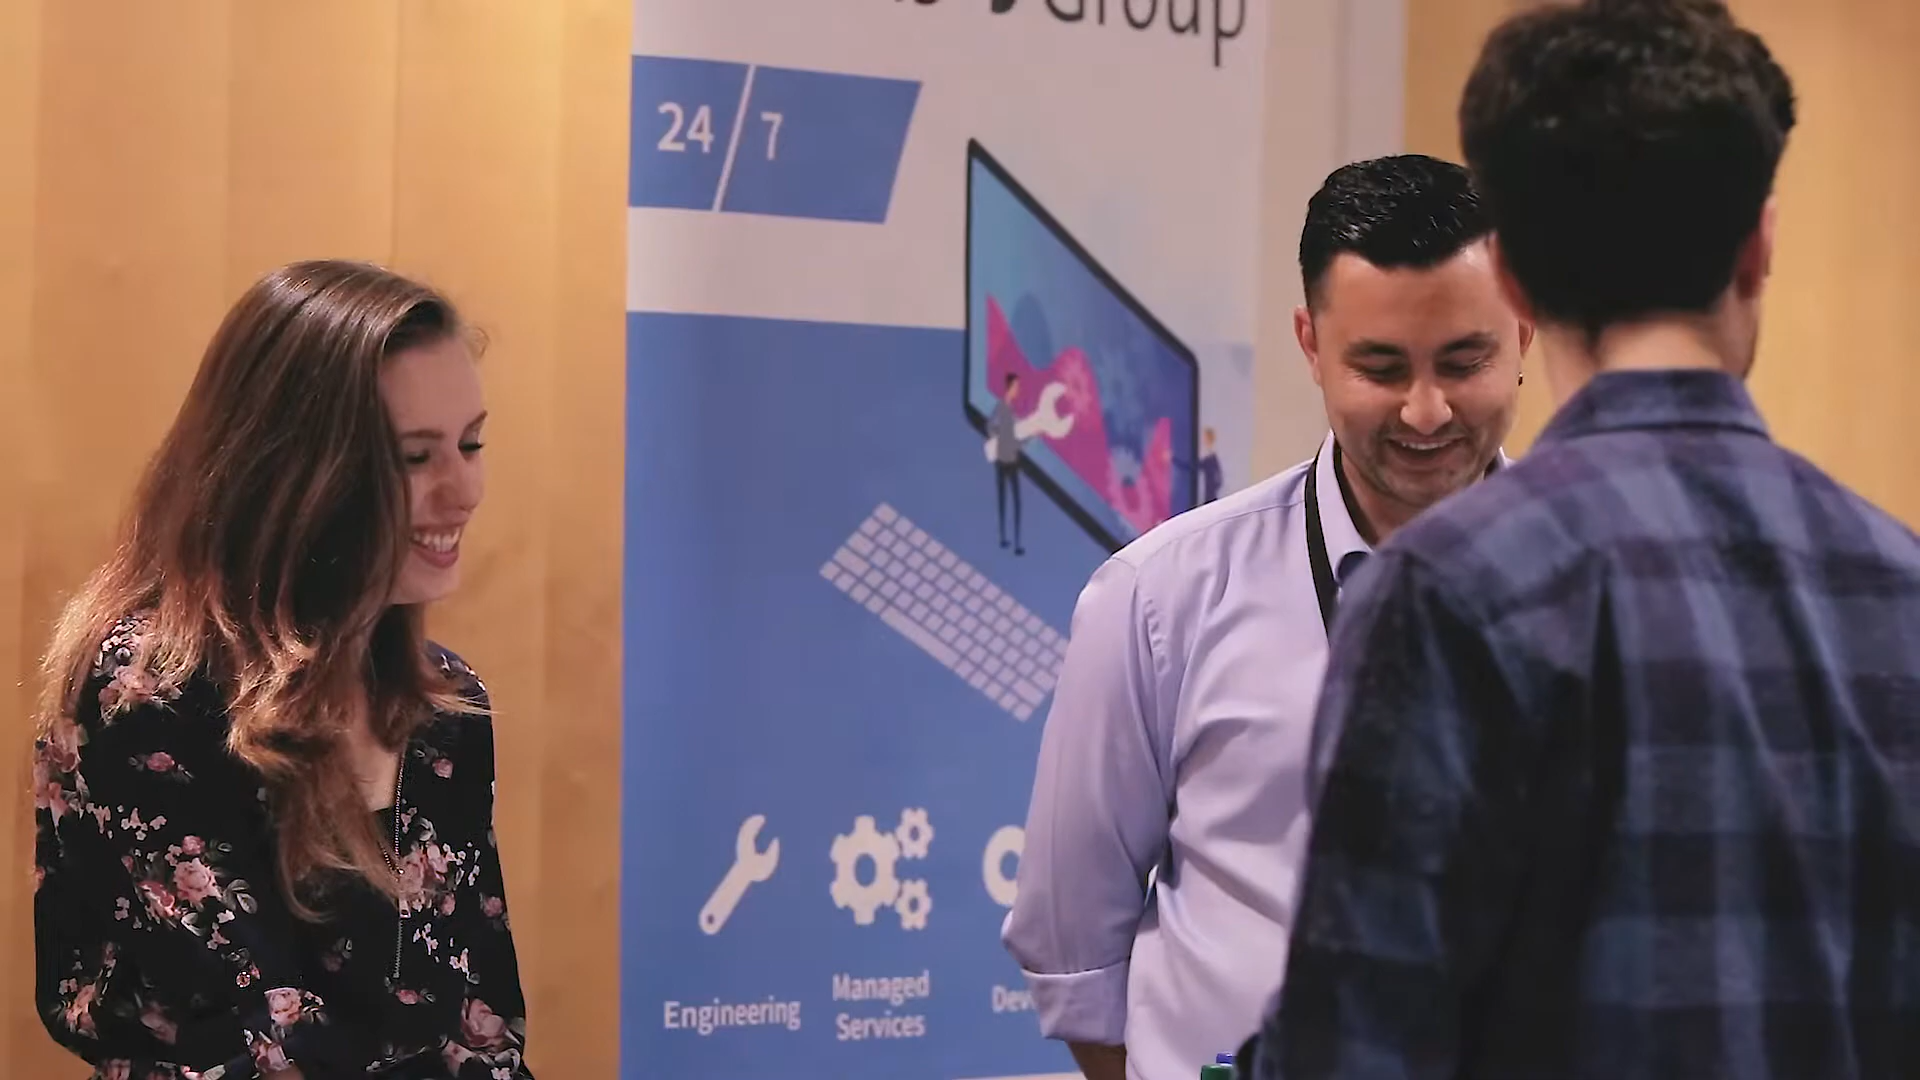 Group
24/7
Engineering
Managed
Services